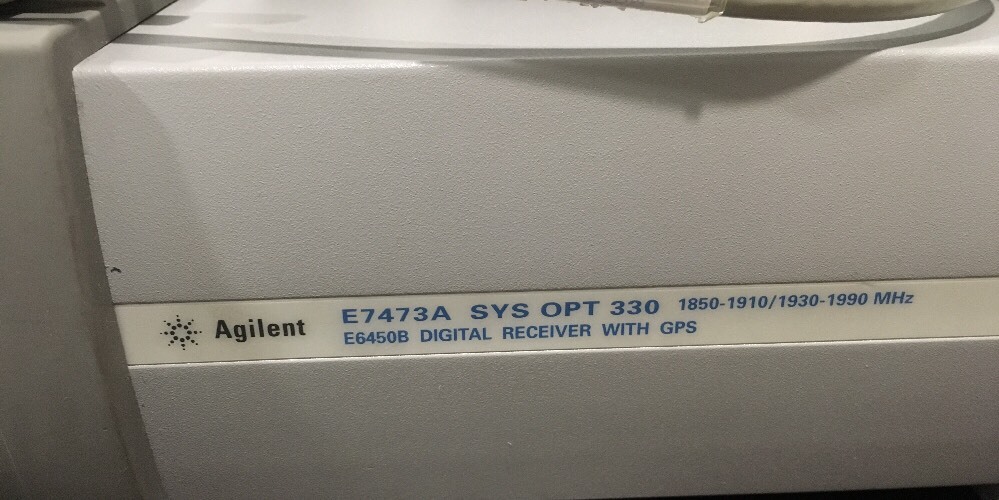 Agilent
E7473A SYS OPT 330 1850-1910/1930-1990 MHz
E6450B DIGITAL RECEIVER WITH GPS